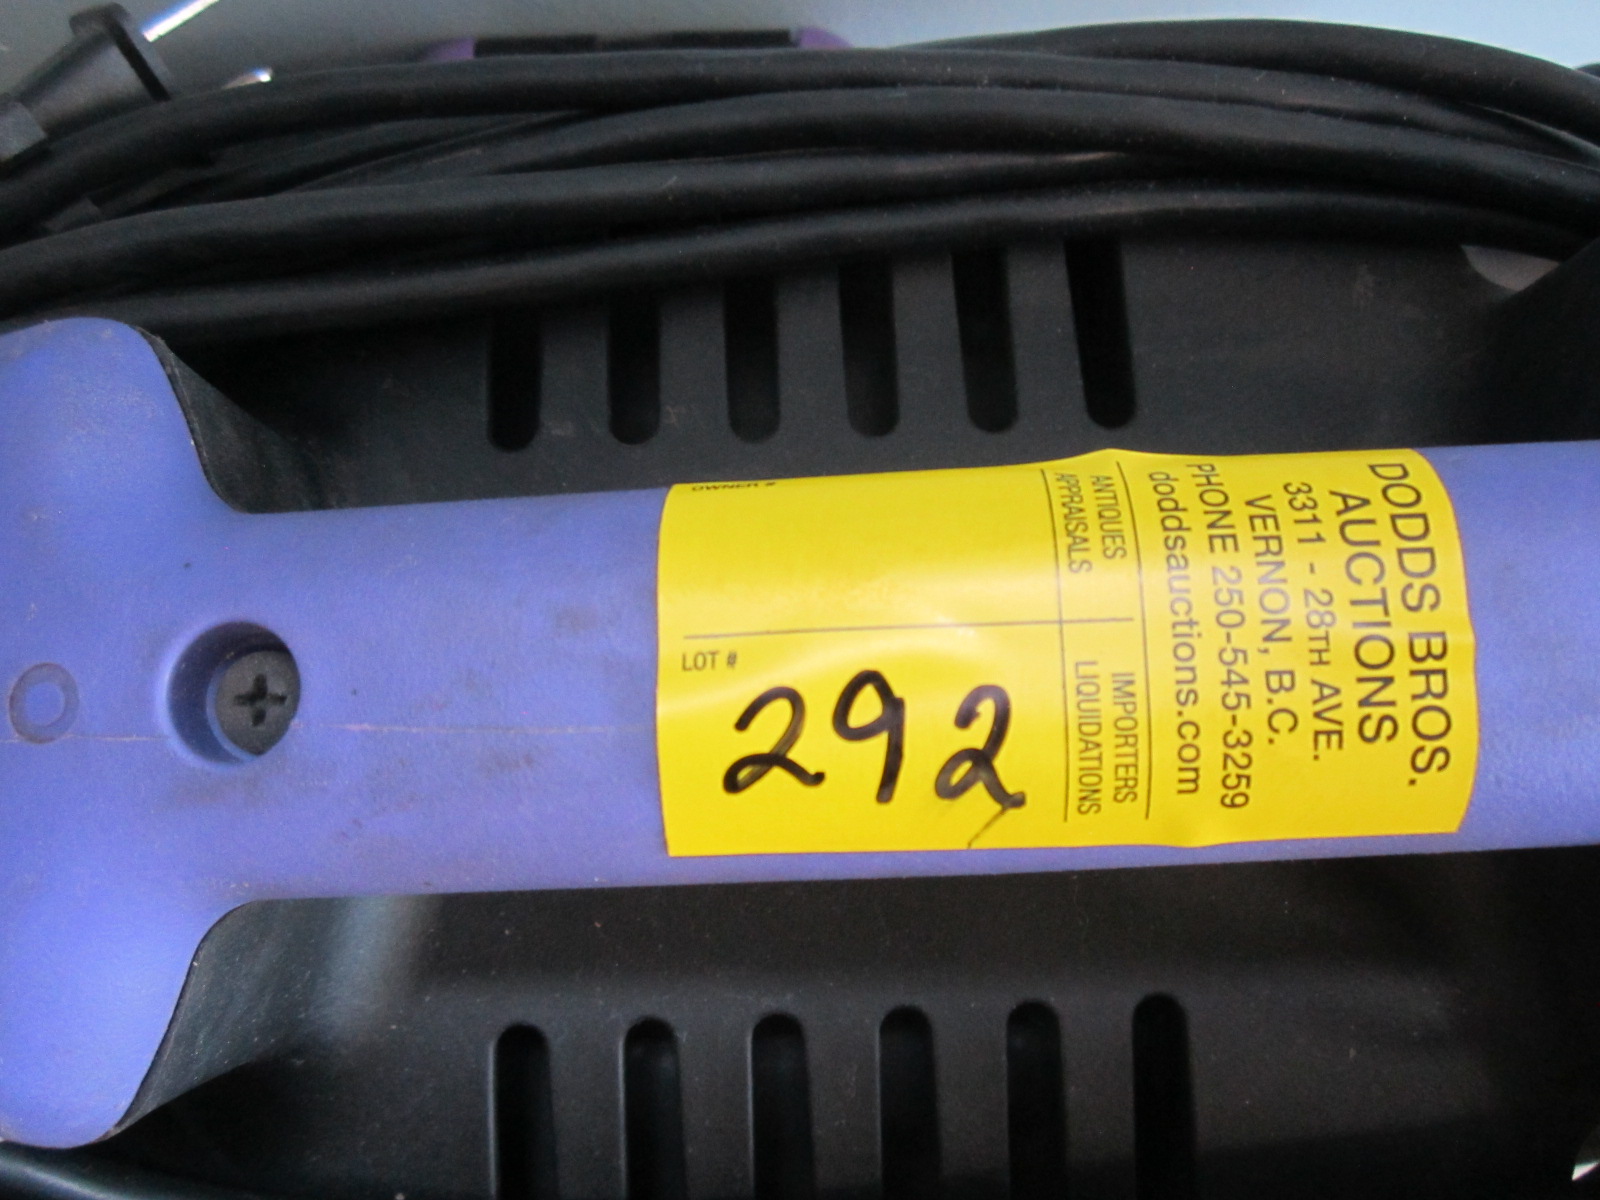 DODDS BROS.
AUCTIONS
3311 - 28TH AVE.
VERNON, B.C.
PHONE 250-545-3259
doddsauctions.com
ANTIQUES IMPORTERS
APPRAISALS LIQUIDATIONS
OWNER #
LOT #
292